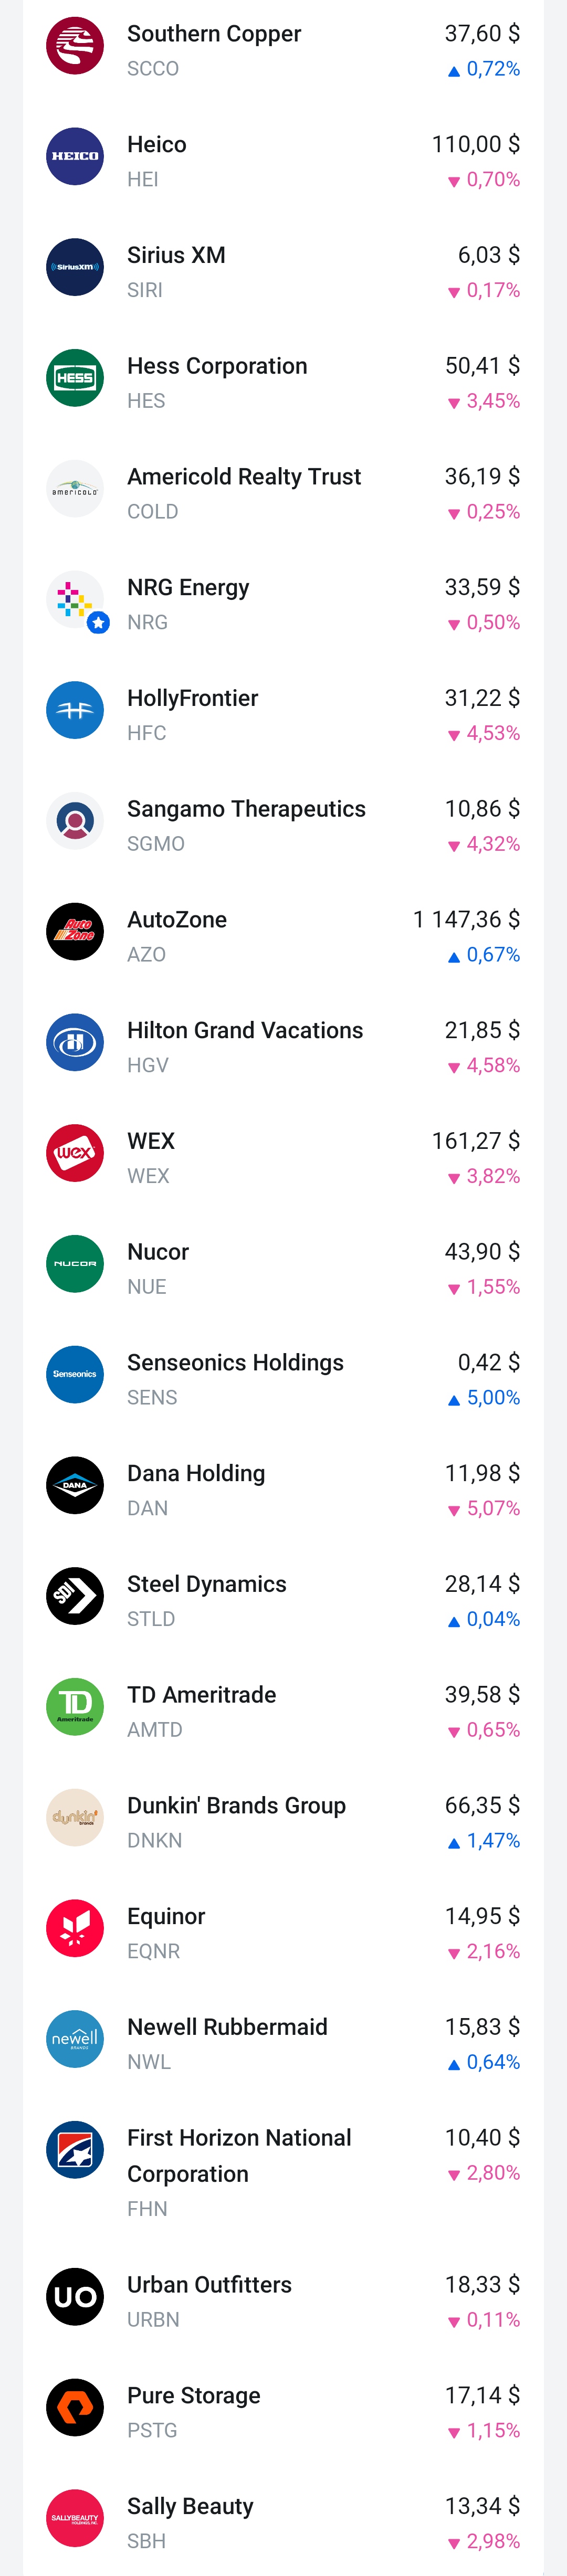 Southern Copper 37,60 $
SCCO ▲ 0,72%
HEICO
Heico 110,00 $
HEI ▼ 0,70%
SiriusXM
Sirius XM 6,03 $
SIRI ▼ 0,17%
HESS
Hess Corporation 50,41 $
HES ▼ 3,45%
americold
Americold Realty Trust 36,19 $
COLD ▼ 0,25%
NRG Energy 33,59 $
NRG ▼ 0,50%
HF
HollyFrontier 31,22 $
HFC ▼ 4,53%
Sangamo Therapeutics 10,86 $
SGMO ▼ 4,32%
Auto
Zone
AutoZone 1 147,36 $
AZO ▲ 0,67%
H
Hilton Grand Vacations 21,85 $
HGV ▼ 4,58%
wex
WEX 161,27 $
WEX ▼ 3,82%
NUCOR
Nucor 43,90 $
NUE ▼ 1,55%
Senseonics
Senseonics Holdings 0,42 $
SENS ▲ 5,00%
DANA
Dana Holding 11,98 $
DAN ▼ 5,07%
SDI
Steel Dynamics 28,14 $
STLD ▲ 0,04%
TD
Ameritrade
TD Ameritrade 39,58 $
AMTD ▼ 0,65%
dunkin'
brands
Dunkin' Brands Group 66,35 $
DNKN ▲ 1,47%
Equinor 14,95 $
EQNR ▼ 2,16%
newell
BRANDS
Newell Rubbermaid 15,83 $
NWL ▲ 0,64%
First Horizon National 10,40 $
Corporation ▼ 2,80%
FHN
UO
Urban Outfitters 18,33 $
URBN ▼ 0,11%
Pure Storage 17,14 $
PSTG ▼ 1,15%
SALLYBEAUTY
HOLDINGS, INC.
Sally Beauty 13,34 $
SBH ▼ 2,98%